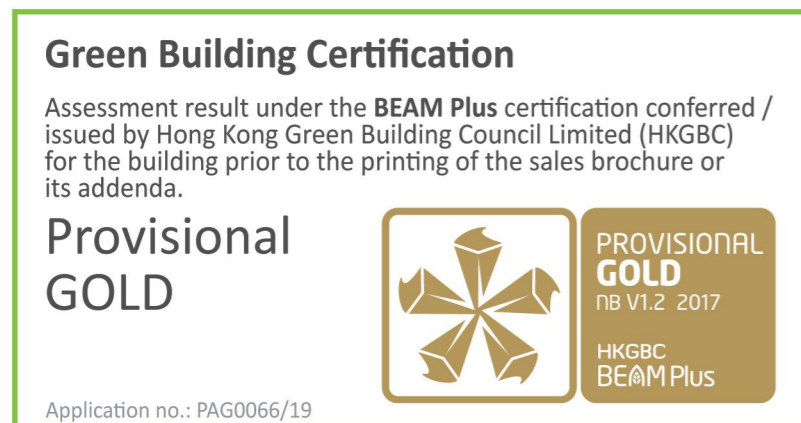 Green Building Certification
Assessment result under the BEAM Plus certification conferred /
issued by Hong Kong Green Building Council Limited (HKGBC)
for the building prior to the printing of the sales brochure or
its addenda.
Provisional
GOLD
Application no.: PAG0066/19
PROVISIONAL
GOLD
NB V1.2 2017
HKGBC
BEAM Plus